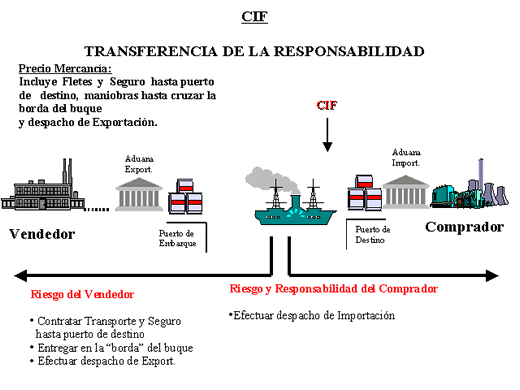 CIF
TRANSFERENCIA DE LA RESPONSABILIDAD
Precio Mercancía:
Incluye Fletes y Seguro hasta puerto
de destino, maniobras hasta cruzar la
borda del buque
y despacho de Exportación.
CIF
Aduana
Export.
Aduana
Import.
Vendedor
Puerto de
Embarque
Puerto de
Destino
Comprador
Riesgo del Vendedor
• Contratar Transporte y Seguro
hasta puerto de destino
• Entregar en la “borda” del buque
• Efectuar despacho de Export.
Riesgo y Responsabilidad del Comprador
•Efectuar despacho de Importación